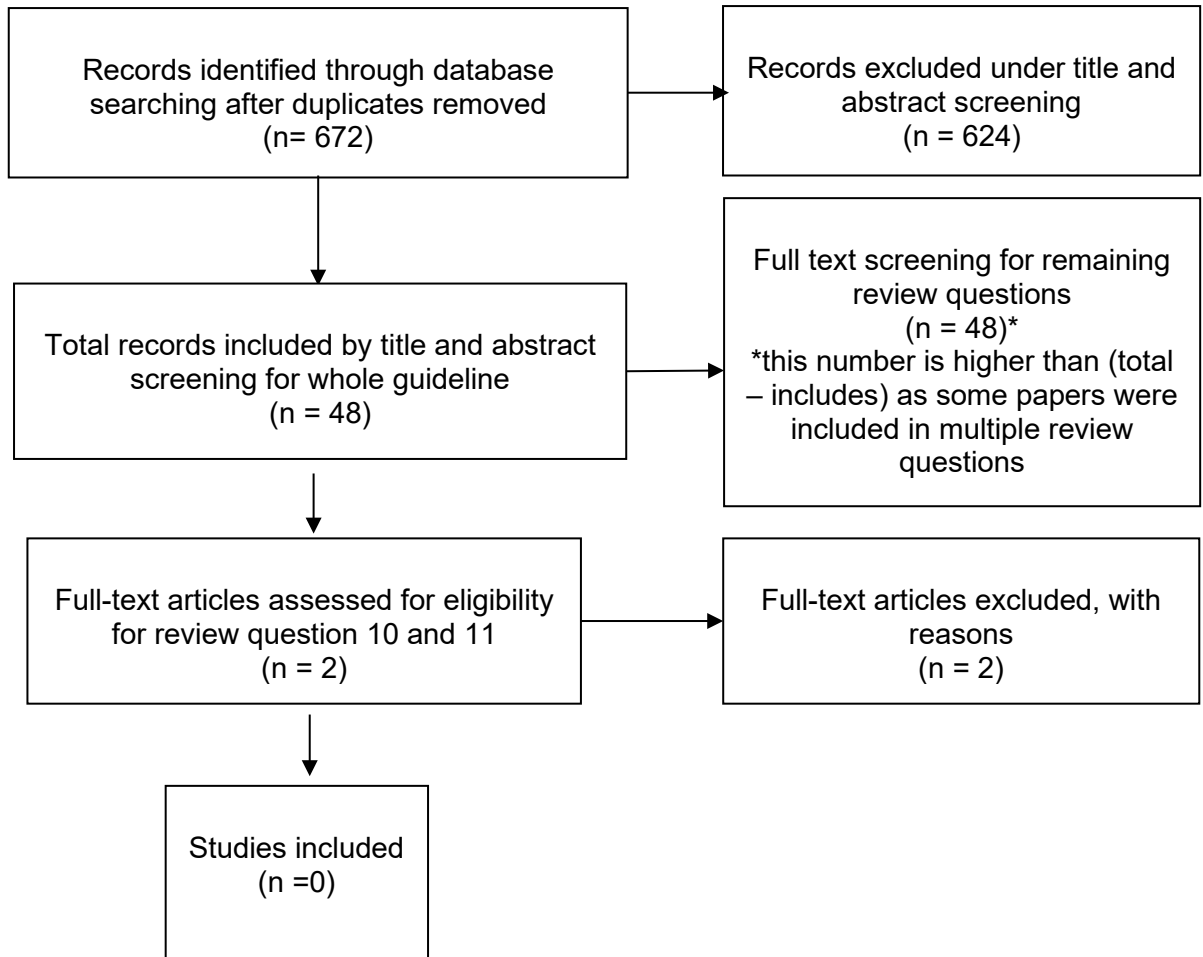 Records identified through database
searching after duplicates removed
(n= 672)
Records excluded under title and
abstract screening
(n = 624)
Total records included by title and abstract
screening for whole guideline
(n = 48)
Full text screening for remaining
review questions
(n = 48)*
*this number is higher than (total
– includes) as some papers were
included in multiple review
questions
Full-text articles assessed for eligibility
for review question 10 and 11
(n = 2)
Full-text articles excluded, with
reasons
(n = 2)
Studies included
(n =0)